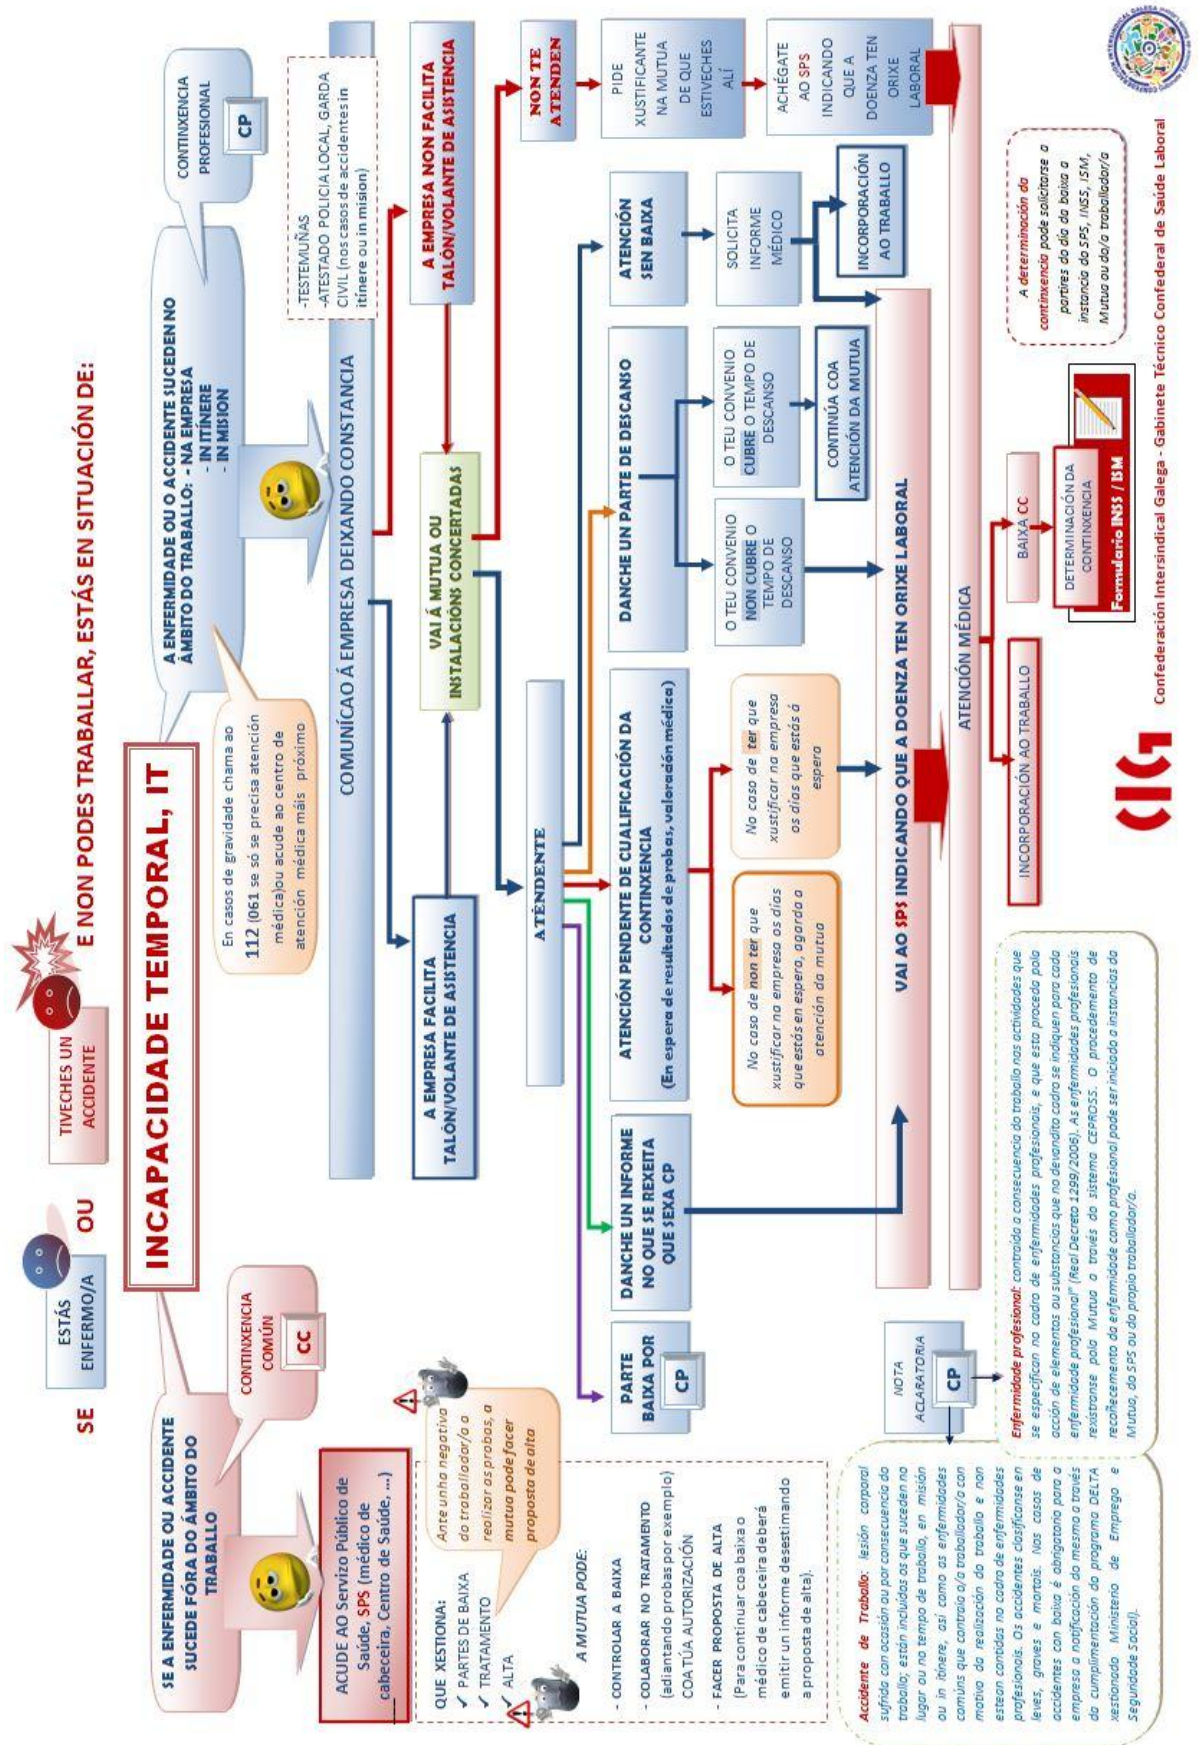 SE
ESTÁS
ENFERMO/A
OU
TIVECHES UN
ACCIDENTE
E NON PODES TRABALLAR, ESTÁS EN SITUACIÓN DE:
INCAPACIDADE TEMPORAL, IT
SE A ENFERMIDADE OU ACCIDENTE
SUCEDE FÓRA DO ÁMBITO DO
TRABALLO
CONTINXENCIA
COMÚN
CC
ACUDE AO Servizo Público de
Saúde, SPS (médico de
cabeceira, Centro de Saúde, ...)
QUE XESTIONA:
✓ PARTES DE BAIXA
✓ TRATAMENTO
✓ ALTA
Ante unha negativa
do traballador/a a
realizar as probas, a
mutua pode facer
proposta de alta
A MUTUA PODE:
- CONTROLAR A BAIXA
- COLABORAR NO TRATAMENTO
(adiantando probas por exemplo)
COA TÚA AUTORIZACIÓN
- FACER PROPOSTA DE ALTA
(Para continuar coa baixa o
médico de cabeceira deberá
emitir un informe desestimando
a proposta de alta).
A ENFERMIDADE OU O ACCIDENTE SUCEDEN NO
ÁMBITO DO TRABALLO: - NA EMPRESA
- IN ITÍNERE
- IN MISION
CONTINXENCIA
PROFESIONAL
CP
En casos de gravidade chama ao
112 (061 se só se precisa atención
médica)ou acude ao centro de
atención médica máis próximo
COMUNÍCAO Á EMPRESA DEIXANDO CONSTANCIA
-TESTEMUÑAS
-ATESTADO POLICIA LOCAL, GARDA
CIVIL (nos casos de accidentes in
itínere ou in mision)
A EMPRESA FACILITA
TALÓN/VOLANTE DE ASISTENCIA
VAI Á MUTUA OU
INSTALACIÓNS CONCERTADAS
A EMPRESA NON FACILITA
TALÓN/VOLANTE DE ASISTENCIA
ATÉNDENTE
NON TE
ATENDEN
PARTE
BAIXA POR
CP
DANCHE UN INFORME
NO QUE SE REXEITA
QUE SEXA CP
ATENCIÓN PENDENTE DE CUALIFICACIÓN DA
CONTINXENCIA
(En espera de resultados de probas, valoración médica)
No caso de non ter que
xustificar na empresa os días
que estás en espera, agarda a
atención da mutua
No caso de ter que
xustificar na empresa
os días que estás á
espera
DANCHE UN PARTE DE DESCANSO
O TEU CONVENIO
NON CUBRE O
TEMPO DE
DESCANSO
O TEU CONVENIO
CUBRE O TEMPO DE
DESCANSO
CONTINÚA COA
ATENCIÓN DA MUTUA
ATENCIÓN
SEN BAIXA
SOLICITA
INFORME
MÉDICO
INCORPORACIÓN
AO TRABALLO
PIDE
XUSTIFICANTE
NA MUTUA
DE QUE
ESTIVECHES
ALÍ
ACHÉGATE
AO SPS
INDICANDO
QUE A
DOENZA TEN
ORIXE
LABORAL
VAI AO SPS INDICANDO QUE A DOENZA TEN ORIXE LABORAL
ATENCIÓN MÉDICA
INCORPORACIÓN AO TRABALLO
BAIXA CC
DETERMINACIÓN DA
CONTINXENCIA
Formulario INSS / ISM
A determinación da
continxencia pode solicitarse a
partires do día da baixa a
instancia do SPS, INSS, ISM,
Mutua ou do/a traballador/a
NOTA
ACLARATORIA
CP
Accidente de Traballo: lesión corporal
sufrida con ocasión ou por consecuencia do
traballo; están incluídos os que suceden no
lugar ou no tempo de traballo, en misión
ou in itínere, así como as enfermidades
comúns que contraia o/a traballador/a con
motivo da realización do traballo e non
estean contidas no cadro de enfermidades
profesionais. Os accidentes clasifícanse en
leves, graves e mortais. Nos casos de
accidentes con baixa é obrigatorio para a
empresa a notificación do mesmo a través
da cumplimentación do programa DELTA
xestionado Ministerio de Emprego e
Seguridade Social).
Enfermidade profesional: contraída a consecuencia do traballo nas actividades que
se especifican no cadro de enfermidades profesionais, e que esta proceda pola
acción de elementos ou substancias que no devandito cadro se indiquen para cada
enfermidade profesional" (Real Decreto 1299/2006). As enfermidades profesionais
rexístranse pola Mutua a través do sistema CEPROSS. O procedemento de
recoñecemento da enfermidade como profesional pode ser iniciado a instancias da
Mutua, do SPS ou do propio traballador/a.
CIG
Confederación Intersindical Galega - Gabinete Técnico Confederal de Saúde Laboral